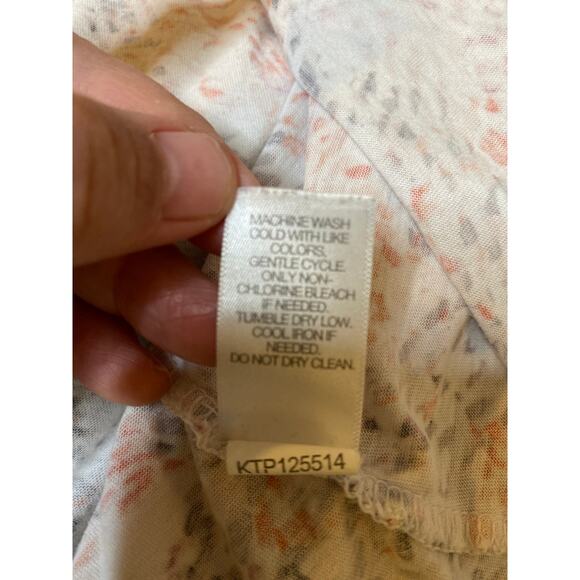 MACHINE WASH
COLD WITH LIKE
COLORS.
GENTLE CYCLE.
ONLY NON-
CHLORINE BLEACH
IF NEEDED.
TUMBLE DRY LOW.
COOL IRON IF
NEEDED.
DO NOT DRY CLEAN.
KTP125514